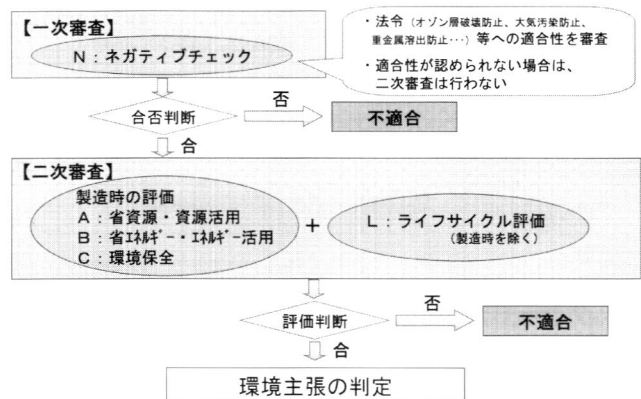 【一次審査】
N：ネガティブチェック
・法令（オゾン層破壊防止、大気汚染防止、
重金属溶出防止･･･）等への適合性を審査
・適合性が認められない場合は、
二次審査は行わない
合否判断
否
不適合
合
【二次審査】
製造時の評価
A：省資源・資源活用
B：省ｴﾈﾙｷﾞｰ・ｴﾈﾙｷﾞｰ活用
C：環境保全
+
L：ライフサイクル評価
（製造時を除く）
評価判断
否
不適合
合
環境主張の判定